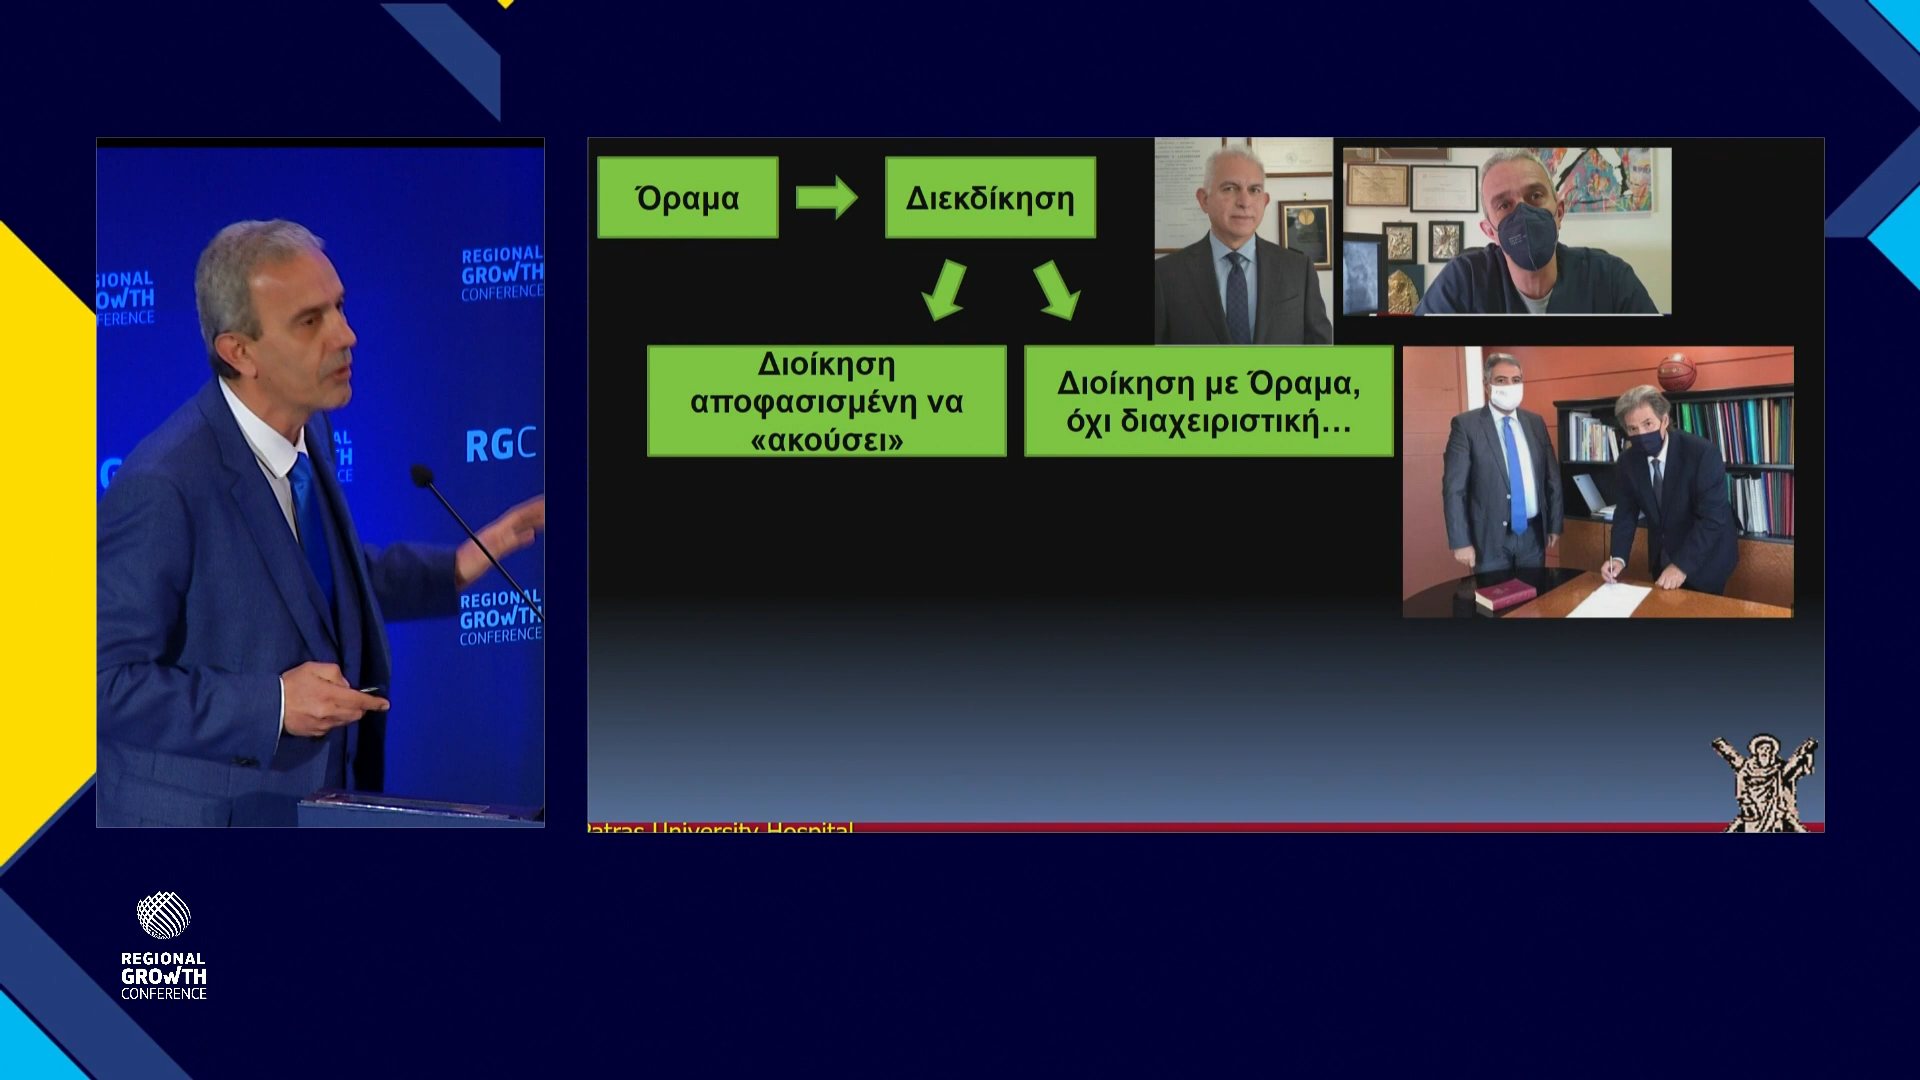 REGIONAL
GROWTH
CONFERENCE
RGC
REGIONAL
GROWTH
CONFERENCE
Όραμα
Διεκδίκηση
Διοίκηση
αποφασισμένη να
«ακούσει»
Διοίκηση με Όραμα,
όχι διαχειριστική...
Patras University Hospital
REGIONAL
GROWTH
CONFERENCE